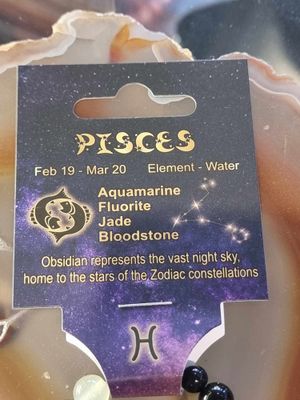 PISCES
Feb 19 - Mar 20 Element - Water
Aquamarine
Fluorite
Jade
Bloodstone
Obsidian represents the vast night sky,
home to the stars of the Zodiac constellations